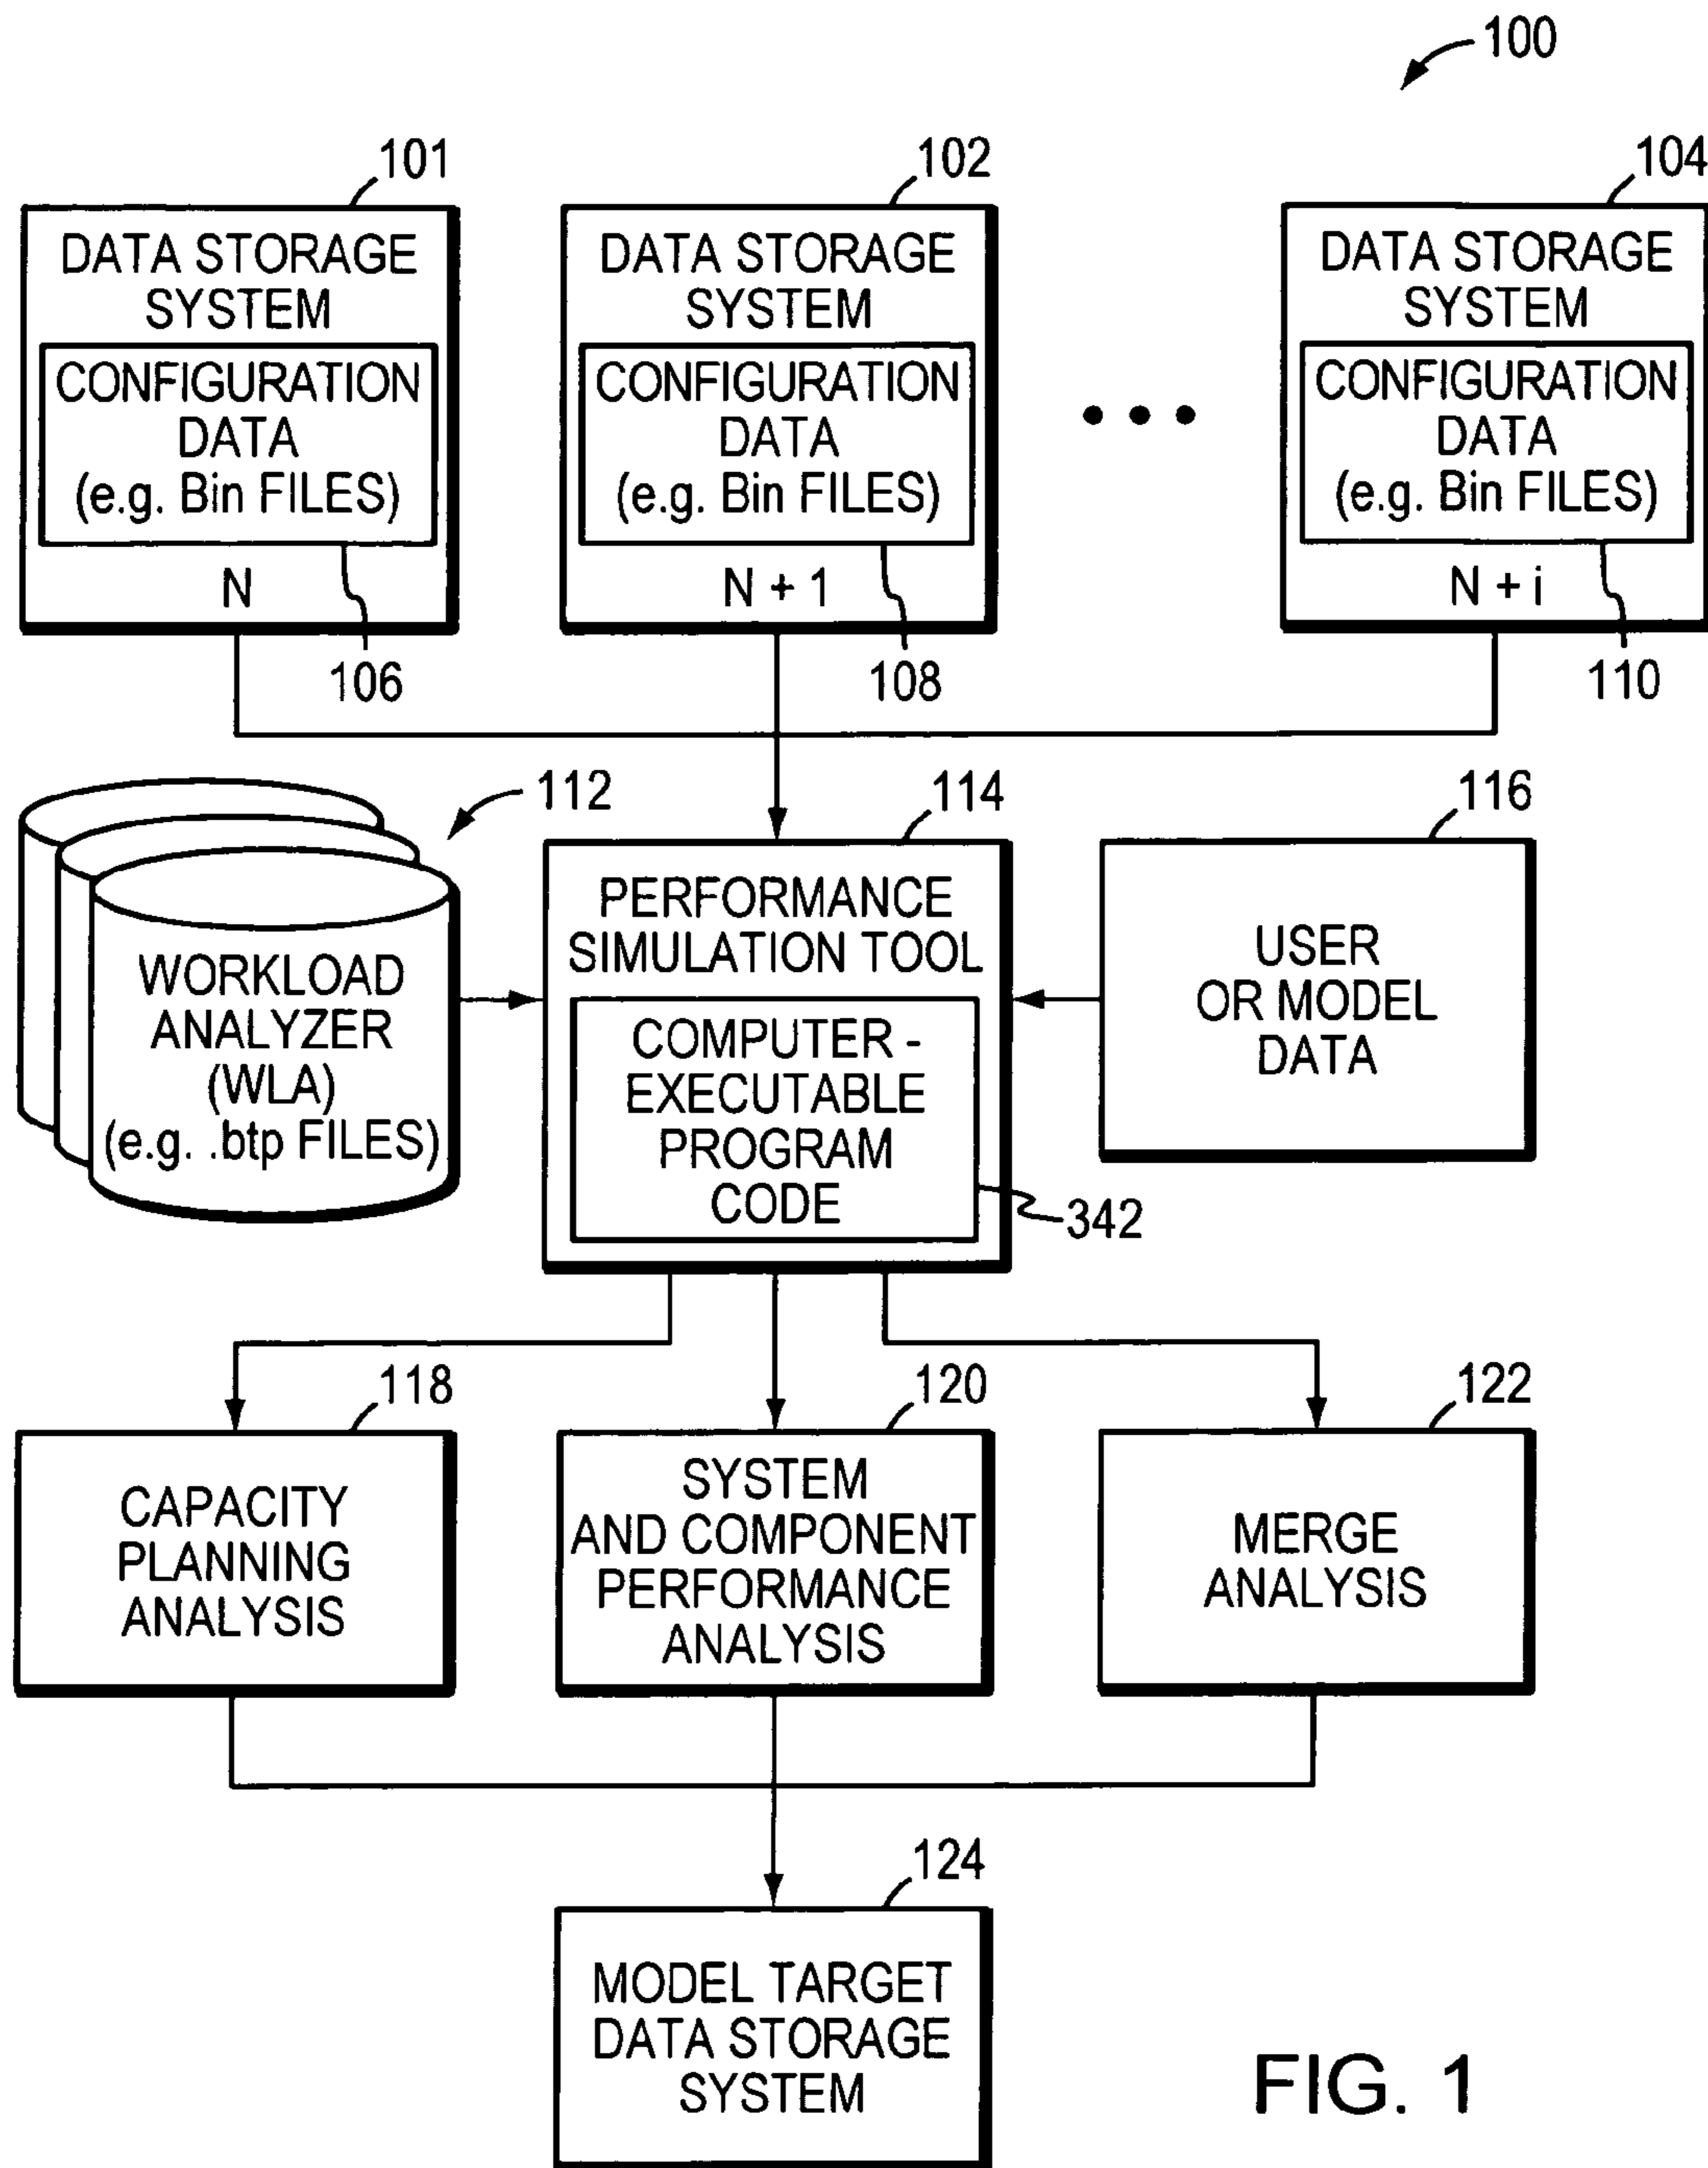 100
101
DATA STORAGE
SYSTEM
CONFIGURATION
DATA
(e.g. Bin FILES)
N
106
102
DATA STORAGE
SYSTEM
CONFIGURATION
DATA
(e.g. Bin FILES)
N + 1
108
104
DATA STORAGE
SYSTEM
CONFIGURATION
DATA
(e.g. Bin FILES)
N + i
110
112
WORKLOAD
ANALYZER
(WLA)
(e.g. .btp FILES)
114
PERFORMANCE
SIMULATION TOOL
COMPUTER -
EXECUTABLE
PROGRAM
CODE
342
116
USER
OR MODEL
DATA
118
CAPACITY
PLANNING
ANALYSIS
120
SYSTEM
AND COMPONENT
PERFORMANCE
ANALYSIS
122
MERGE
ANALYSIS
124
MODEL TARGET
DATA STORAGE
SYSTEM
FIG. 1